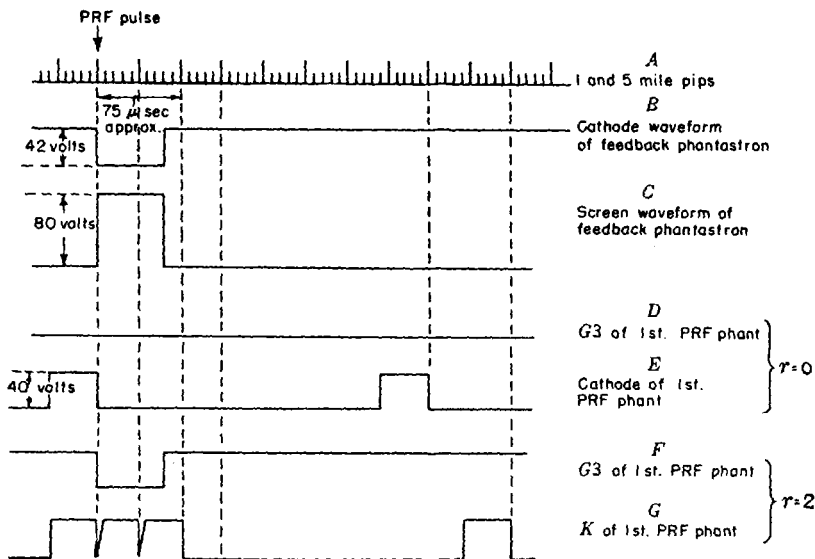 PRF pulse
A
1 and 5 mile pips
75 μ sec
approx.
B
Cathode waveform
of feedback phantastron
42 volts
C
Screen waveform of
feedback phantastron
80 volts
D
G3 of 1st. PRF phant
r=0
E
Cathode of 1st.
PRF phant
40 volts
F
G3 of 1st. PRF phant
r=2
G
K of 1st. PRF phant